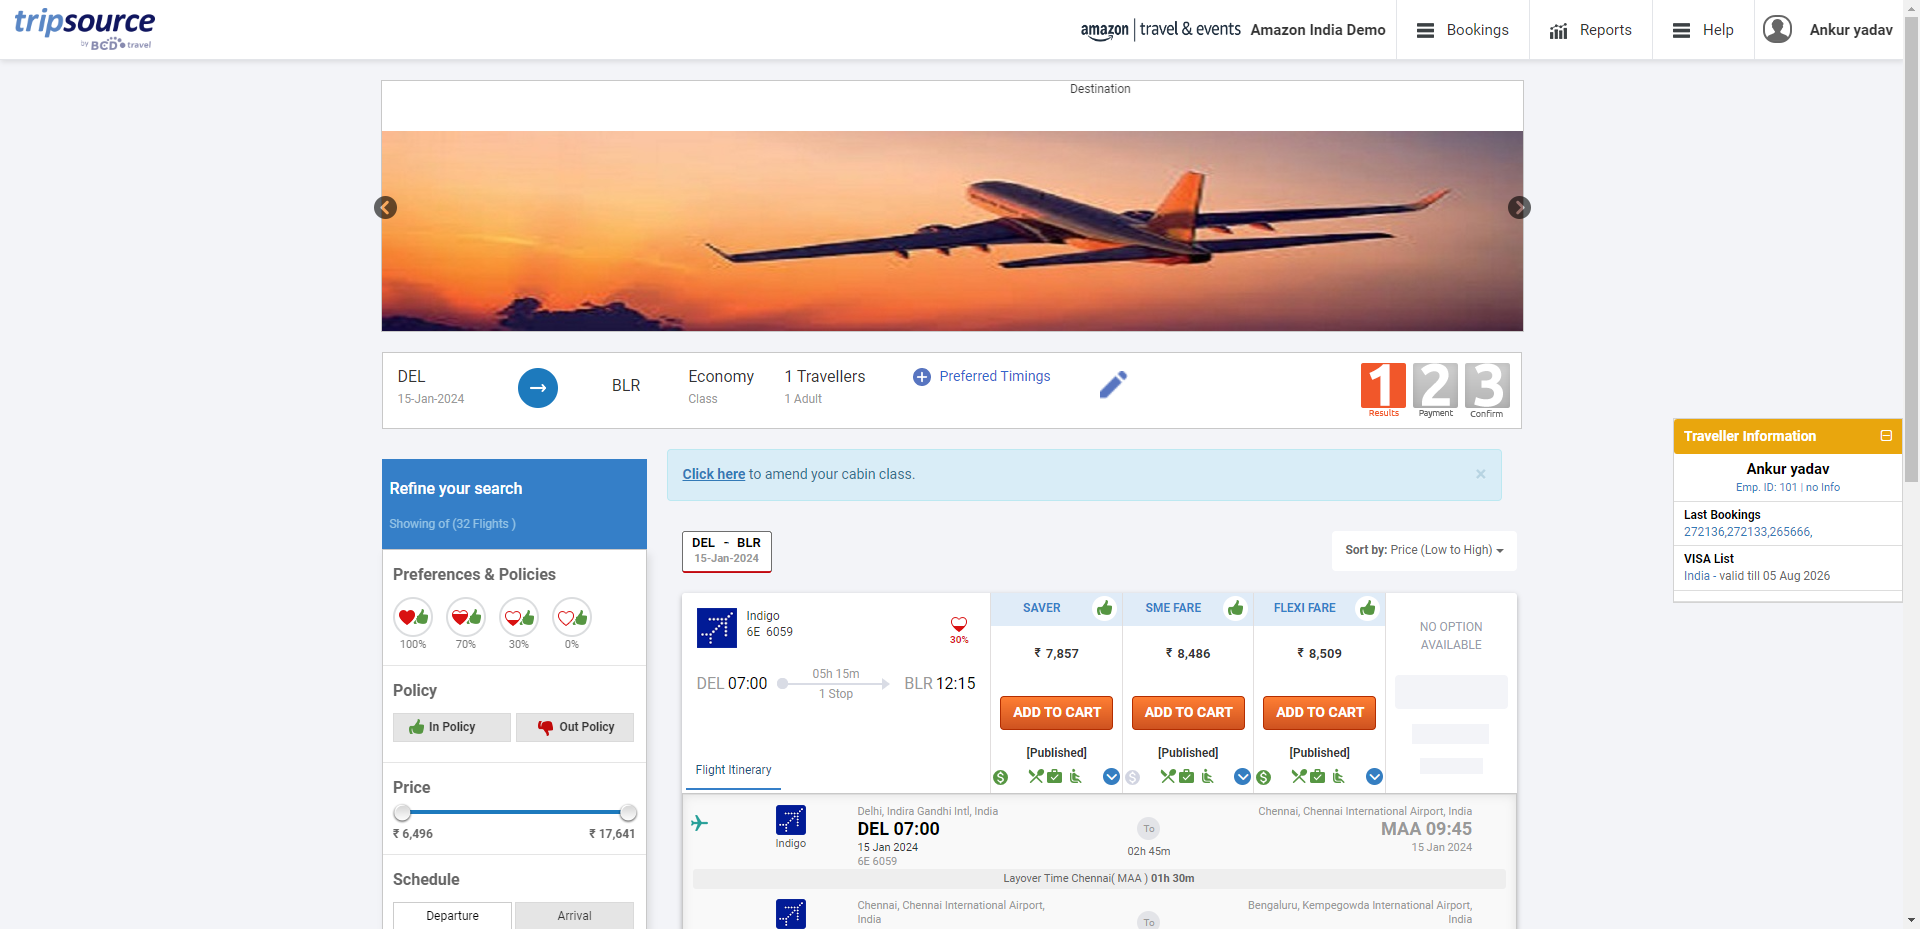 tripsource
by BCD travel
amazon travel & events
Amazon India Demo
Bookings
Reports
Help
Ankur yadav
Destination
DEL
15-Jan-2024
BLR
Economy
Class
1 Travellers
1 Adult
Preferred Timings
1
Results
2
Payment
3
Confirm
Traveller Information
Ankur yadav
Emp. ID: 101 | no Info
Last Bookings
272136,272133,265666,
VISA List
India - valid till 05 Aug 2026
Refine your search
Showing of (32 Flights )
Click here to amend your cabin class.
×
DEL - BLR
15-Jan-2024
Sort by: Price (Low to High)
Preferences & Policies
100%
70%
30%
0%
Policy
In Policy
Out Policy
Price
₹ 6,496
₹ 17,641
Schedule
Departure
Arrival
Indigo
6E 6059
30%
DEL 07:00
05h 15m
1 Stop
BLR 12:15
Flight Itinerary
SAVER
₹ 7,857
ADD TO CART
[Published]
SME FARE
₹ 8,486
ADD TO CART
[Published]
FLEXI FARE
₹ 8,509
ADD TO CART
[Published]
NO OPTION
AVAILABLE
Indigo
Delhi, Indira Gandhi Intl, India
DEL 07:00
15 Jan 2024
6E 6059
To
02h 45m
Chennai, Chennai International Airport, India
MAA 09:45
15 Jan 2024
Layover Time Chennai( MAA ) 01h 30m
Chennai, Chennai International Airport,
India
To
Bengaluru, Kempegowda International Airport,
India